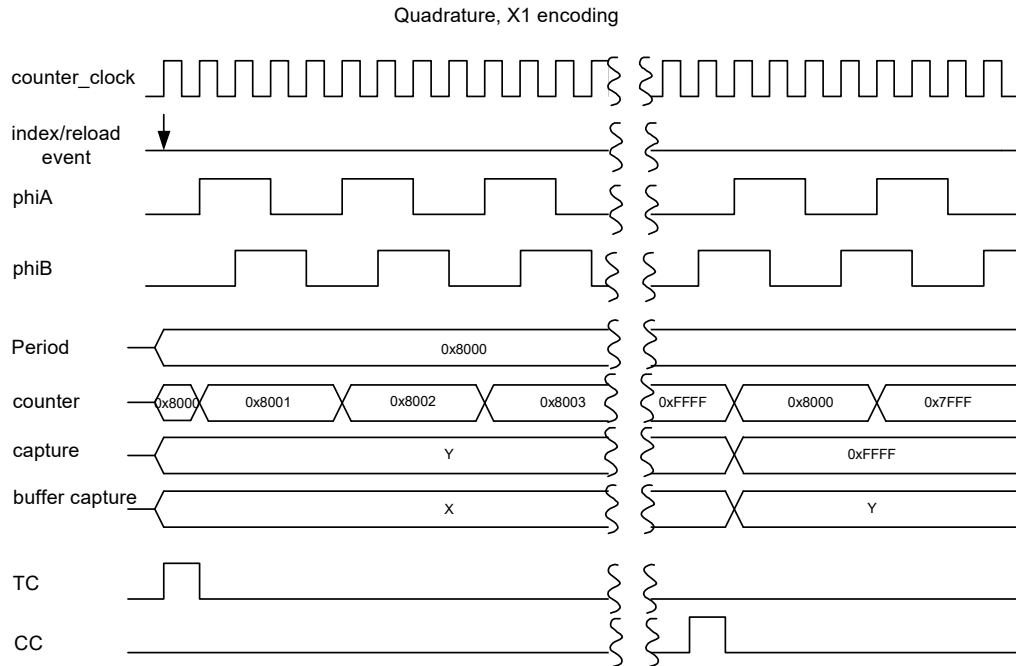 Quadrature, X1 encoding
counter_clock
index/reload
event
phiA
phiB
Period
0x8000
counter
0x8000
0x8001
0x8002
0x8003
0xFFFF
0x8000
0x7FFF
capture
Y
0xFFFF
buffer capture
X
Y
TC
CC